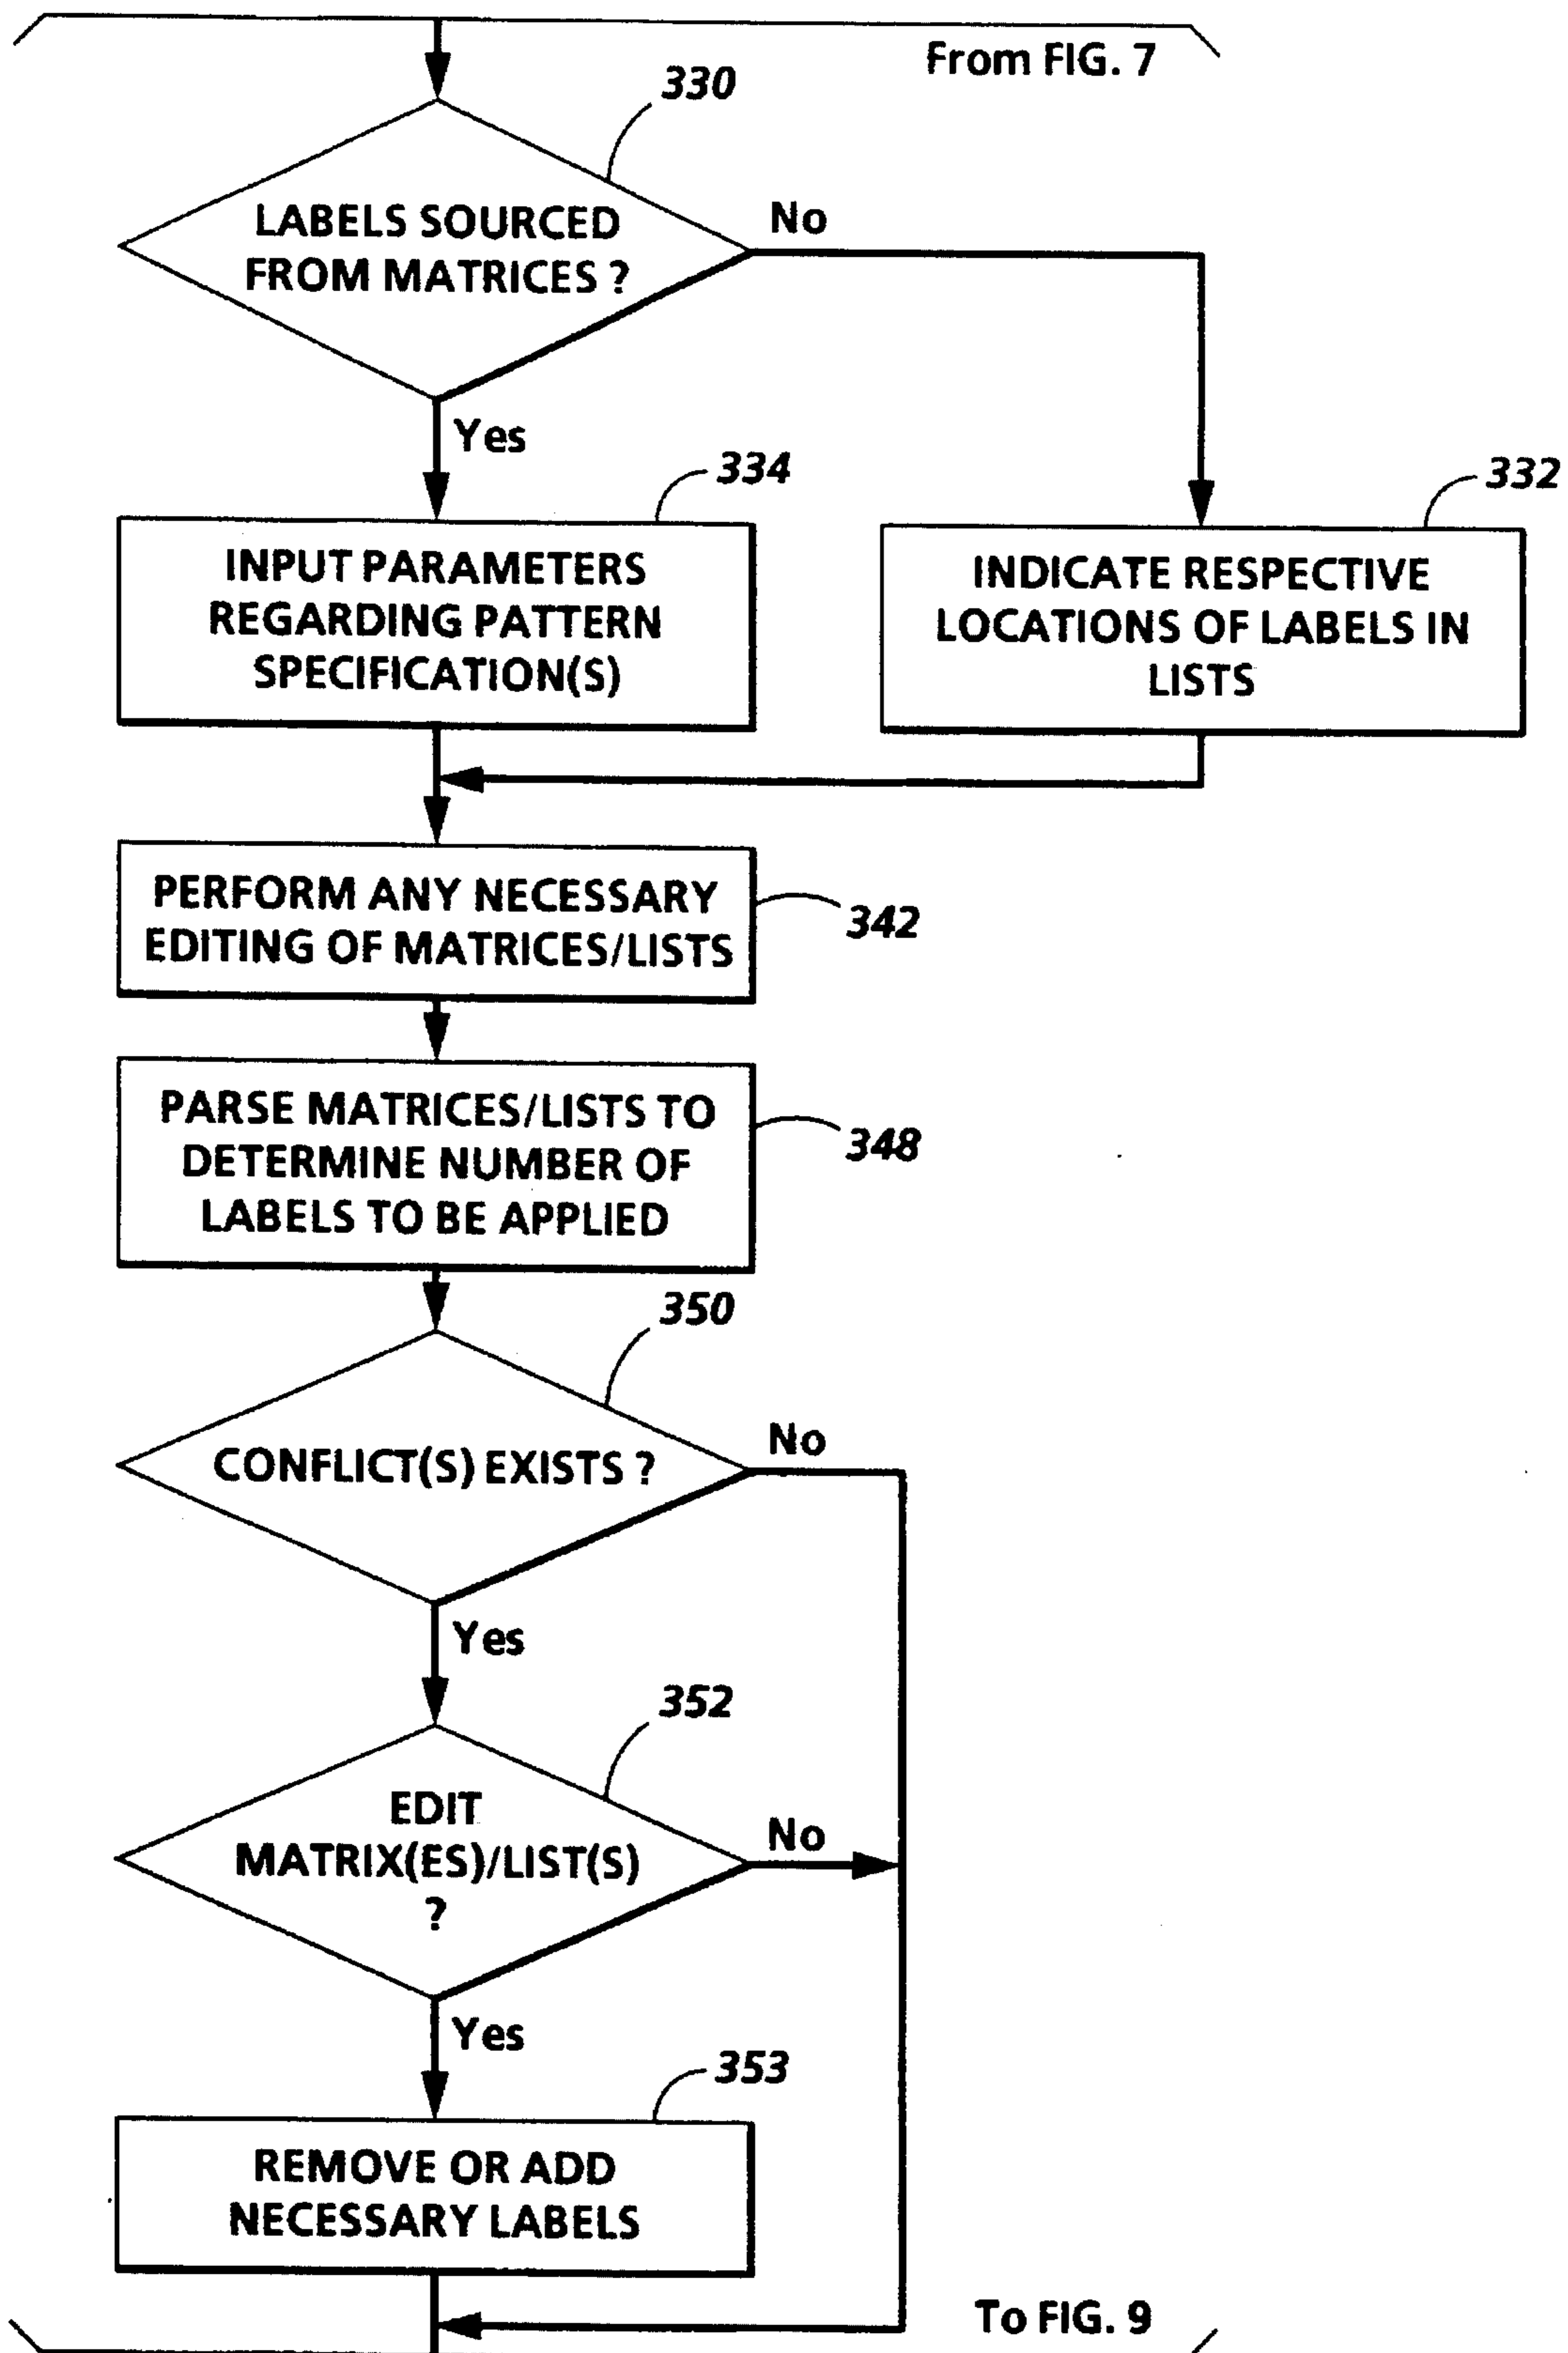 From FIG. 7
330
LABELS SOURCED
FROM MATRICES ?
No
Yes
334
332
INPUT PARAMETERS
REGARDING PATTERN
SPECIFICATION(S)
INDICATE RESPECTIVE
LOCATIONS OF LABELS IN
LISTS
PERFORM ANY NECESSARY
EDITING OF MATRICES/LISTS
342
PARSE MATRICES/LISTS TO
DETERMINE NUMBER OF
LABELS TO BE APPLIED
348
350
CONFLICT(S) EXISTS ?
No
Yes
352
EDIT
MATRIX(ES)/LIST(S)
?
No
Yes
353
REMOVE OR ADD
NECESSARY LABELS
To FIG. 9